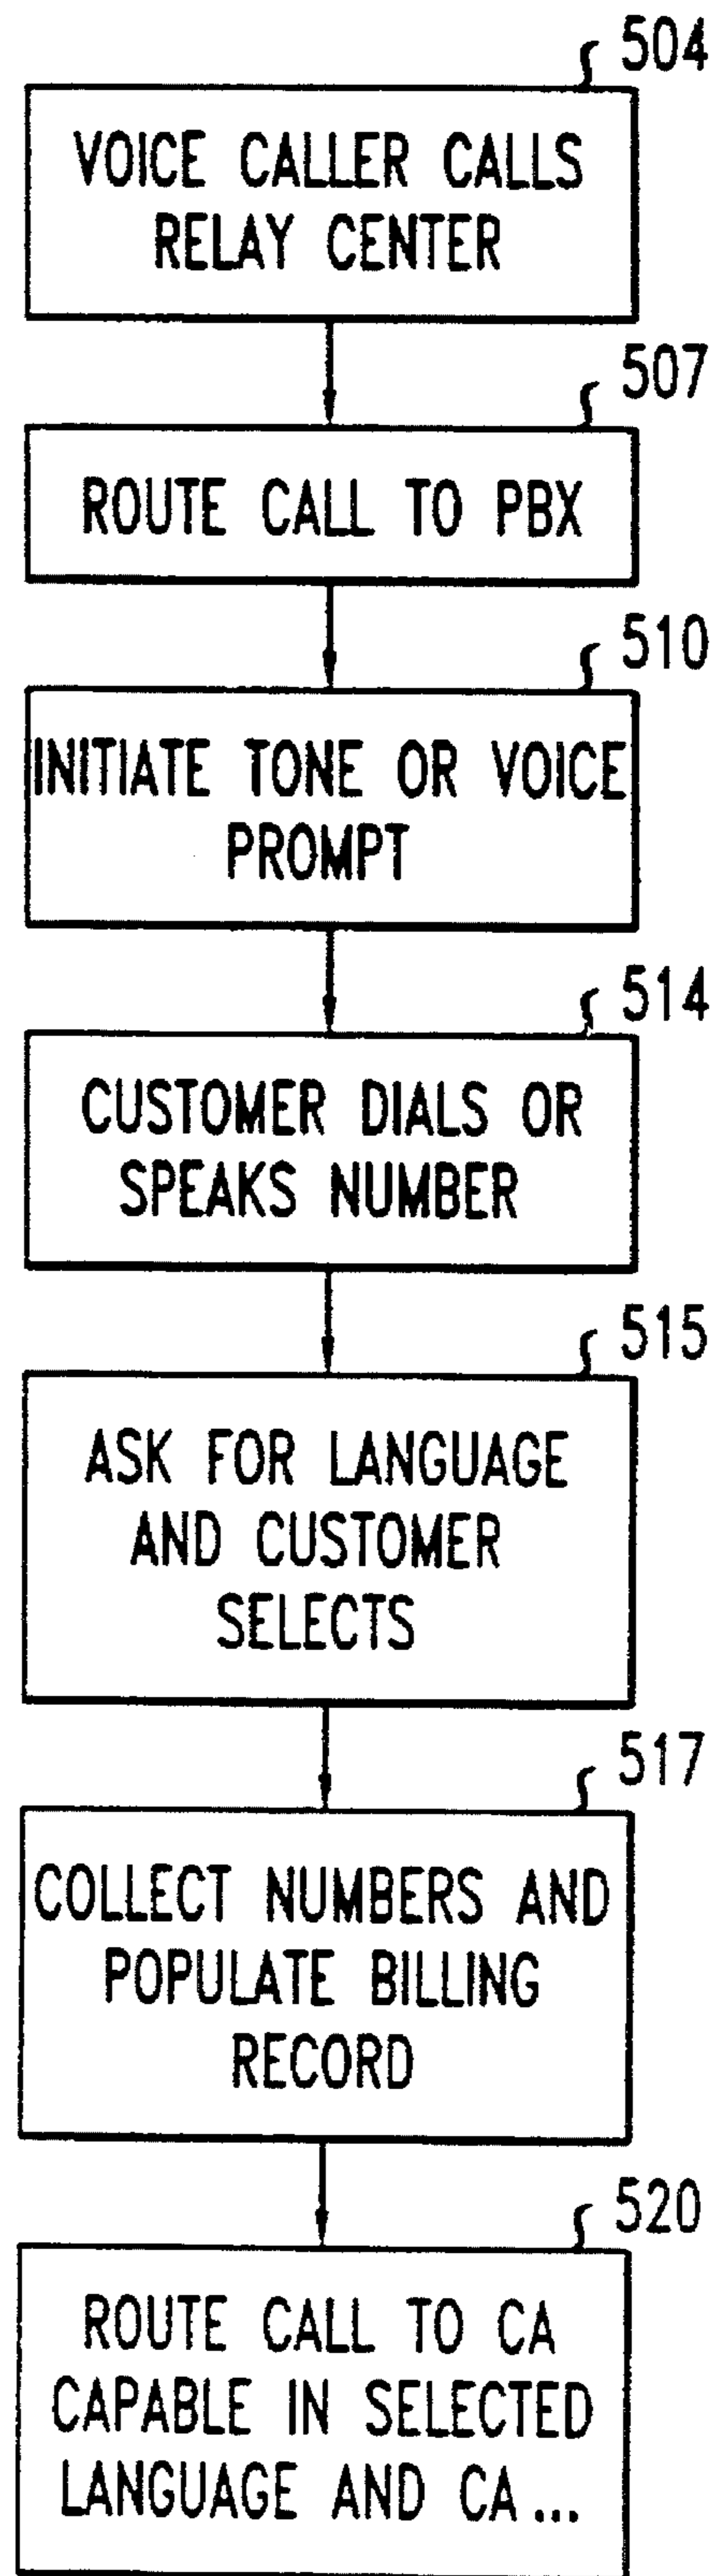 504
VOICE CALLER CALLS
RELAY CENTER
507
ROUTE CALL TO PBX
510
INITIATE TONE OR VOICE
PROMPT
514
CUSTOMER DIALS OR
SPEAKS NUMBER
515
ASK FOR LANGUAGE
AND CUSTOMER
SELECTS
517
COLLECT NUMBERS AND
POPULATE BILLING
RECORD
520
ROUTE CALL TO CA
CAPABLE IN SELECTED
LANGUAGE AND CA...